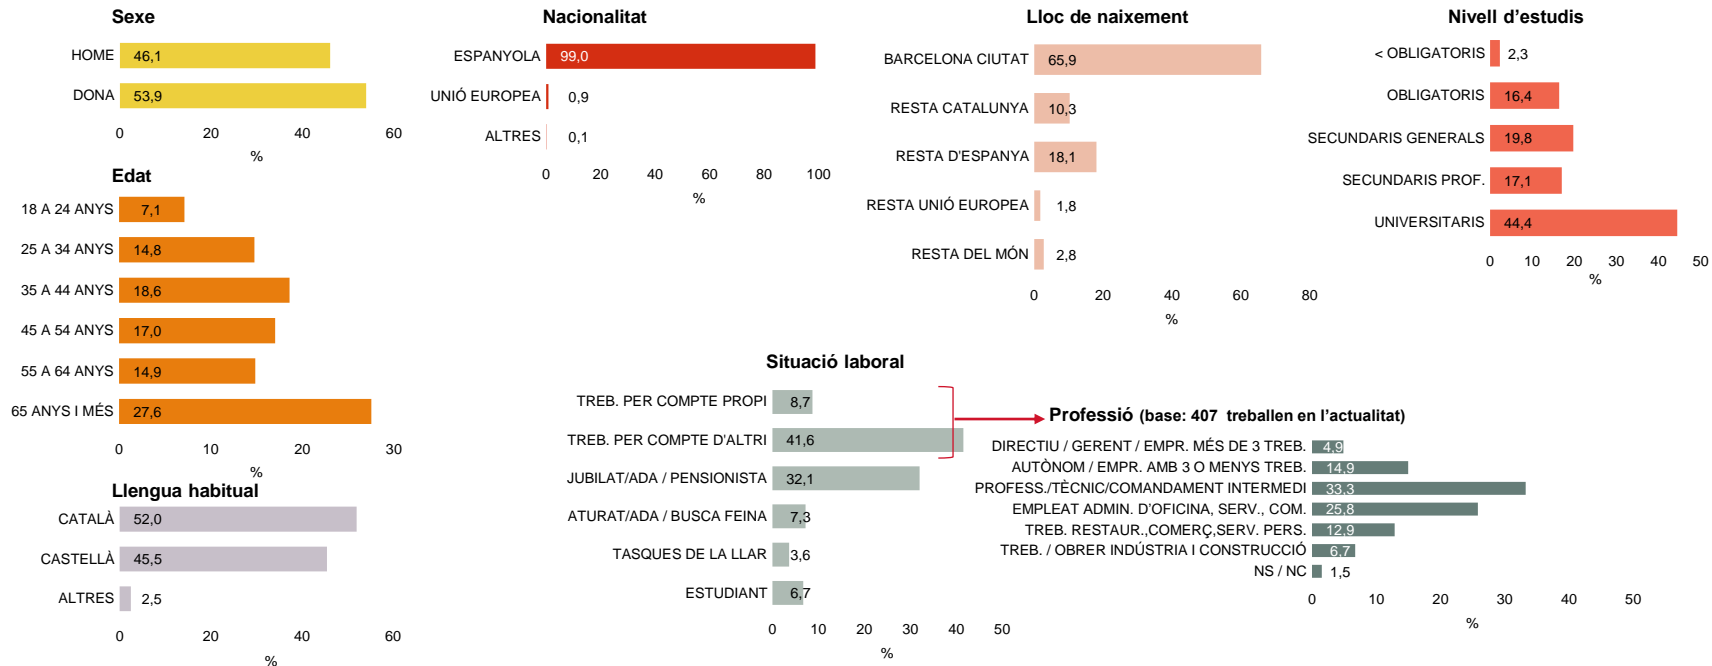 Sexe
HOME 46,1
DONA 53,9
0 20 40 60
%
Edat
18 A 24 ANYS 7,1
25 A 34 ANYS 14,8
35 A 44 ANYS 18,6
45 A 54 ANYS 17,0
55 A 64 ANYS 14,9
65 ANYS I MÉS 27,6
0 10 20 30
%
Llengua habitual
CATALÀ 52,0
CASTELLÀ 45,5
ALTRES 2,5
0 20 40 60
%
Nacionalitat
ESPANYOLA 99,0
UNIÓ EUROPEA 0,9
ALTRES 0,1
0 20 40 60 80 100
%
Lloc de naixement
BARCELONA CIUTAT 65,9
RESTA CATALUNYA 10,3
RESTA D'ESPANYA 18,1
RESTA UNIÓ EUROPEA 1,8
RESTA DEL MÓN 2,8
0 20 40 60 80
%
Nivell d’estudis
< OBLIGATORIS 2,3
OBLIGATORIS 16,4
SECUNDARIS GENERALS 19,8
SECUNDARIS PROF. 17,1
UNIVERSITARIS 44,4
0 10 20 30 40 50
%
Situació laboral
TREB. PER COMPTE PROPI 8,7
TREB. PER COMPTE D'ALTRI 41,6
JUBILAT/ADA / PENSIONISTA 32,1
ATURAT/ADA / BUSCA FEINA 7,3
TASQUES DE LA LLAR 3,6
ESTUDIANT 6,7
0 10 20 30 40 50
%
Professió (base: 407 treballen en l’actualitat)
DIRECTIU / GERENT / EMPR. MÉS DE 3 TREB. 4,9
AUTÒNOM / EMPR. AMB 3 O MENYS TREB. 14,9
PROFESS./TÈCNIC/COMANDAMENT INTERMEDI 33,3
EMPLEAT ADMIN. D’OFICINA, SERV., COM. 25,8
TREB. RESTAUR.,COMERÇ,SERV. PERS. 12,9
TREB. / OBRER INDÚSTRIA I CONSTRUCCIÓ 6,7
NS / NC 1,5
0 10 20 30 40 50
%